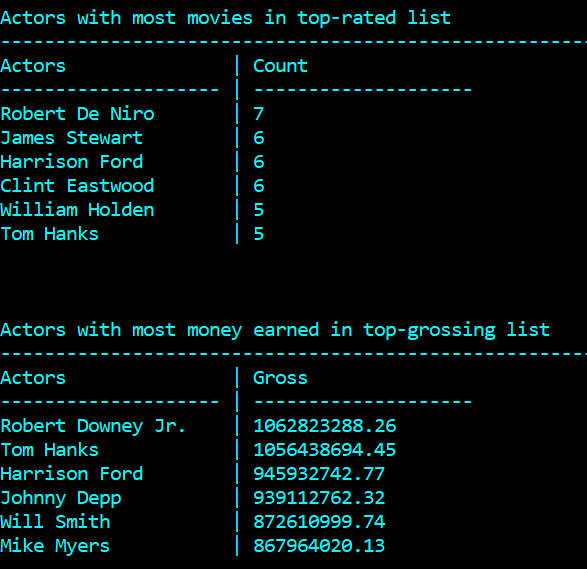 Actors with most movies in top-rated list
-------------------------------------------------------
Actors | Count
-------------------- | --------------------
Robert De Niro | 7
James Stewart | 6
Harrison Ford | 6
Clint Eastwood | 6
William Holden | 5
Tom Hanks | 5
Actors with most money earned in top-grossing list
-------------------------------------------------------
Actors | Gross
-------------------- | --------------------
Robert Downey Jr. | 1062823288.26
Tom Hanks | 1056438694.45
Harrison Ford | 945932742.77
Johnny Depp | 939112762.32
Will Smith | 872610999.74
Mike Myers | 867964020.13